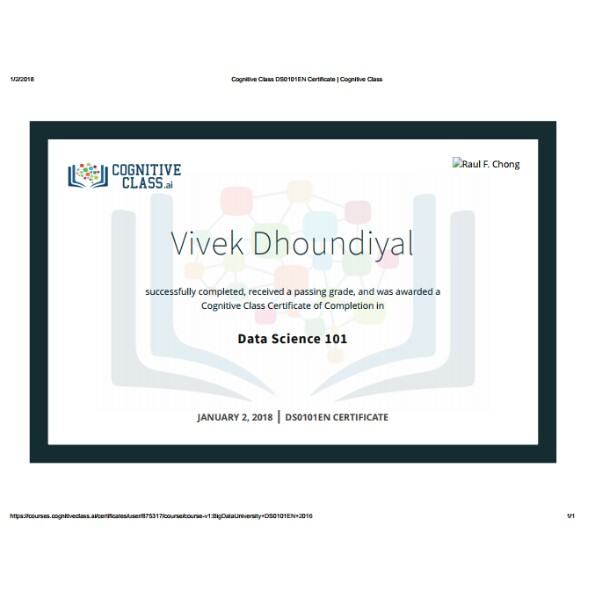 1/2/2018 Cognitive Class DS0101EN Certificate | Cognitive Class
COGNITIVE
CLASS.ai
Raul F. Chong
Vivek Dhoundiyal
successfully completed, received a passing grade, and was awarded a
Cognitive Class Certificate of Completion in
Data Science 101
JANUARY 2, 2018 | DS0101EN CERTIFICATE
https://courses.cognitiveclass.ai/certificates/user/875317/course/course-v1:BigDataUniversity+DS0101EN+2016 1/1